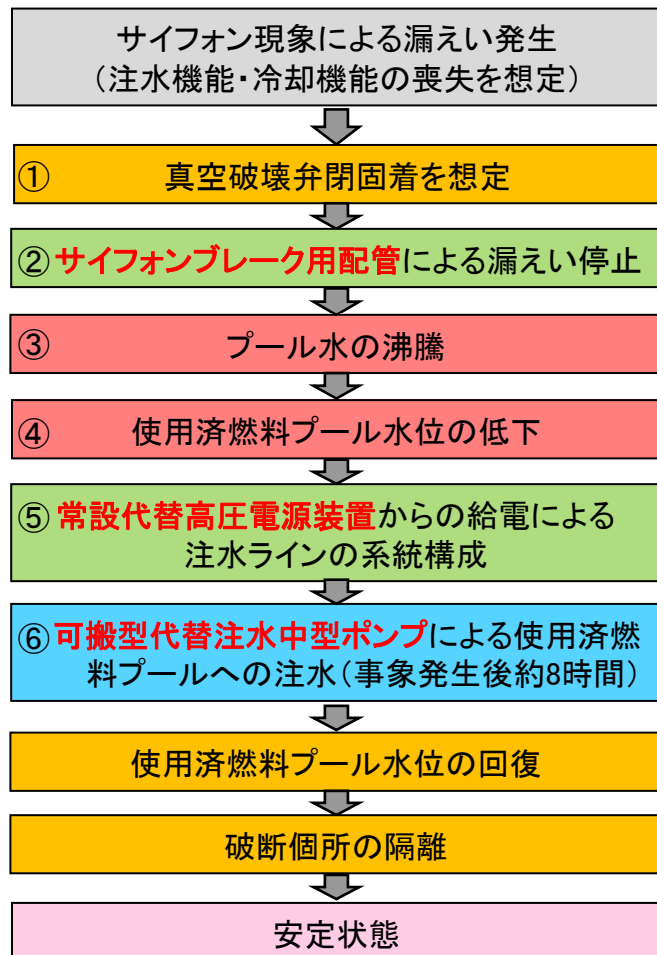 サイフォン現象による漏えい発生
（注水機能・冷却機能の喪失を想定）
① 真空破壊弁閉固着を想定
② サイフォンブレーク用配管による漏えい停止
③ プール水の沸騰
④ 使用済燃料プール水位の低下
⑤ 常設代替高圧電源装置からの給電による
注水ラインの系統構成
⑥ 可搬型代替注水中型ポンプによる使用済燃
料プールへの注水（事象発生後約8時間）
使用済燃料プール水位の回復
破断個所の隔離
安定状態